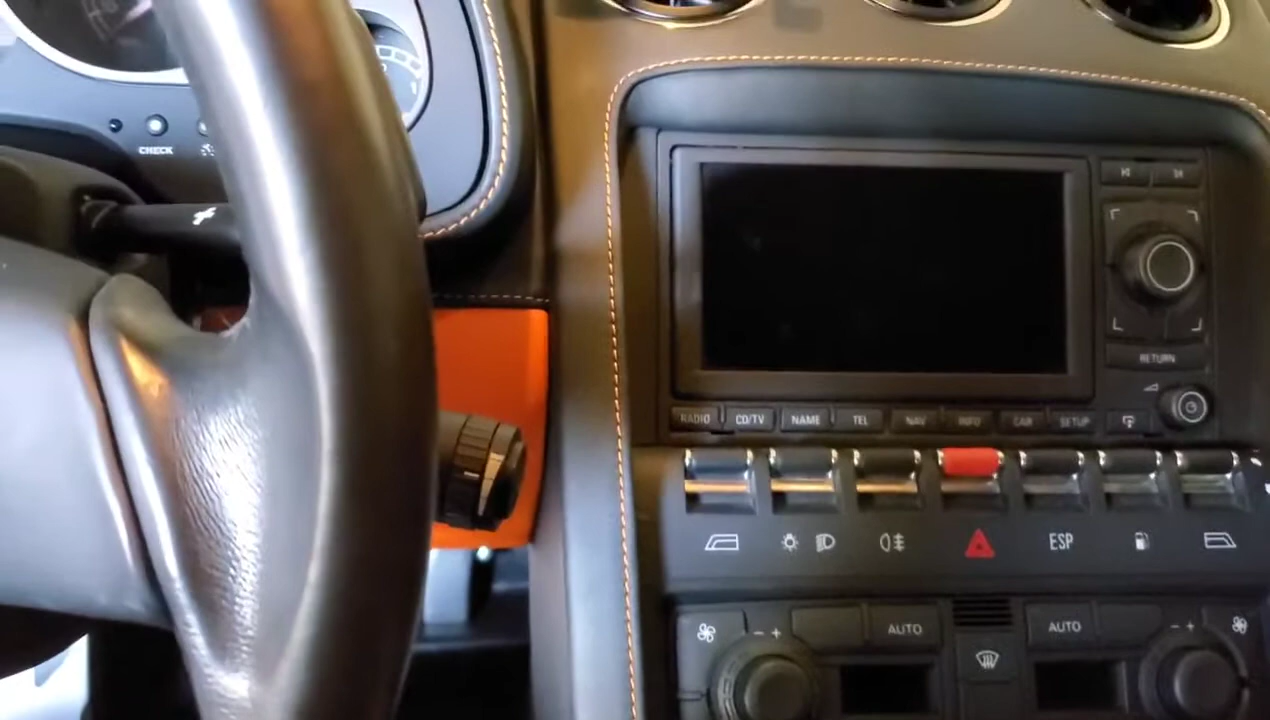 CHECK
RETURN
RADIO CD/TV NAME TEL NAV INFO CAR SETUP
ESP
AUTO AUTO